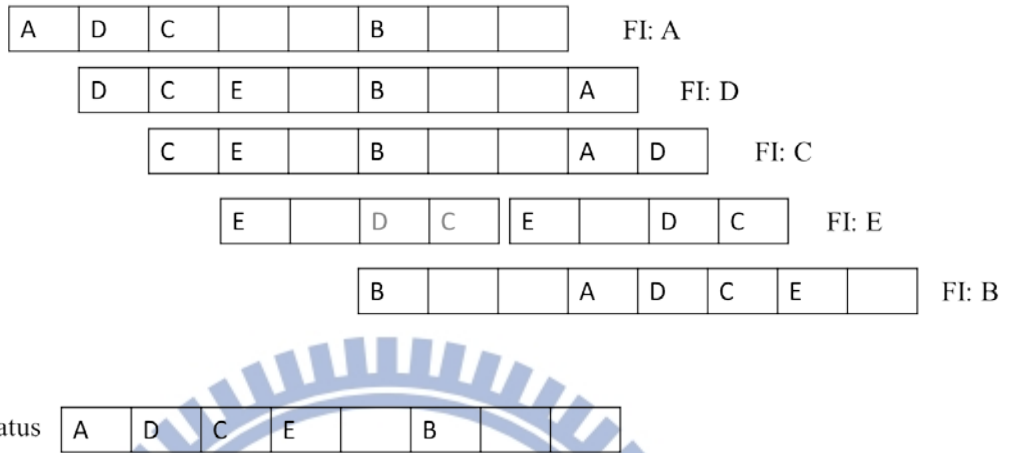 A D C B FI: A
D C E B A FI: D
C E B A D FI: C
E D C E D C FI: E
B A D C E FI: B
atus A D C E B